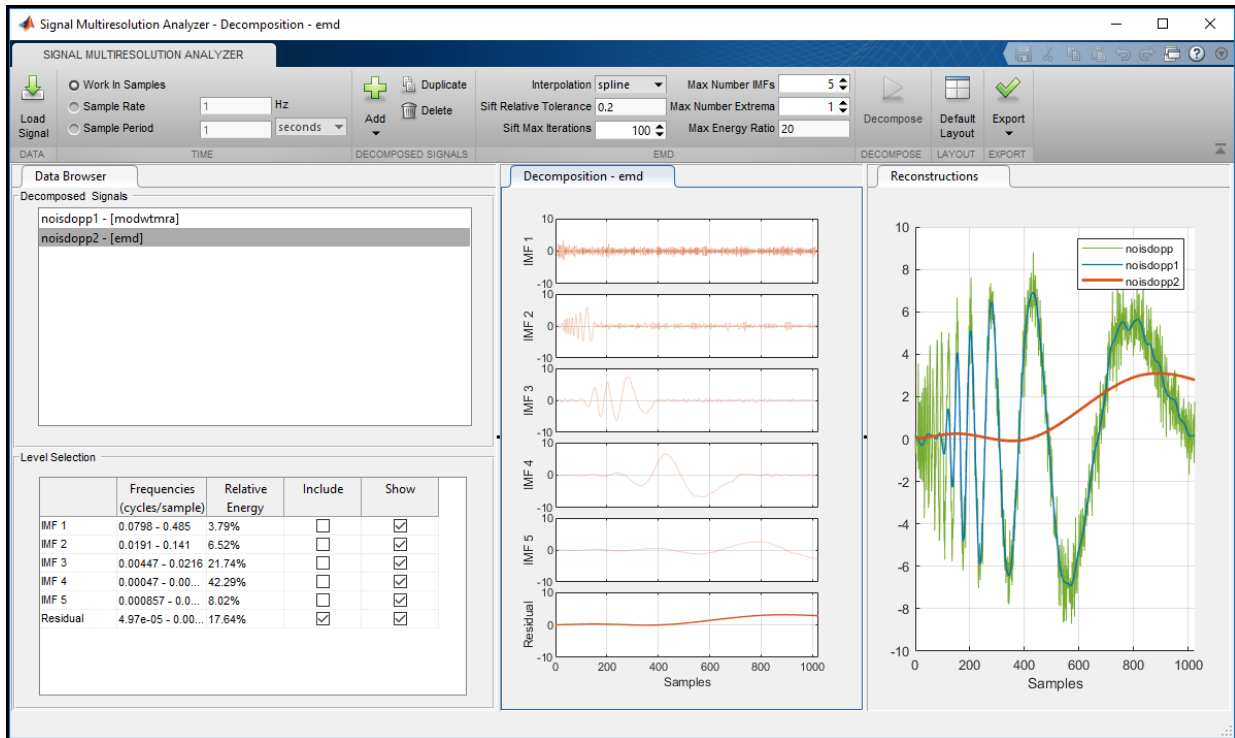 Signal Multiresolution Analyzer - Decomposition - emd
SIGNAL MULTIRESOLUTION ANALYZER
Load Signal
DATA
Work In Samples
Sample Rate 1 Hz
Sample Period 1 seconds
TIME
Add
Duplicate
Delete
DECOMPOSED SIGNALS
Interpolation spline
Sift Relative Tolerance 0.2
Sift Max Iterations 100
Max Number IMFs 5
Max Number Extrema 1
Max Energy Ratio 20
EMD
Decompose
DECOMPOSE
Default Layout
LAYOUT
Export
EXPORT
Data Browser
Decomposed Signals
noisdopp1 - [modwtmra]
noisdopp2 - [emd]
Level Selection
Frequencies (cycles/sample) Relative Energy Include Show
IMF 1 0.0798 - 0.485 3.79%
IMF 2 0.0191 - 0.141 6.52%
IMF 3 0.00447 - 0.0216 21.74%
IMF 4 0.00047 - 0.00... 42.29%
IMF 5 0.000857 - 0.0... 8.02%
Residual 4.97e-05 - 0.00... 17.64%
Decomposition - emd
10
IMF 1 0
-10
10
IMF 2 0
-10
10
IMF 3 0
-10
10
IMF 4 0
-10
10
IMF 5 0
-10
10
Residual 0
-10
0 200 400 600 800 1000
Samples
Reconstructions
noisdopp
noisdopp1
noisdopp2
10
8
6
4
2
0
-2
-4
-6
-8
-10
0 200 400 600 800 1000
Samples